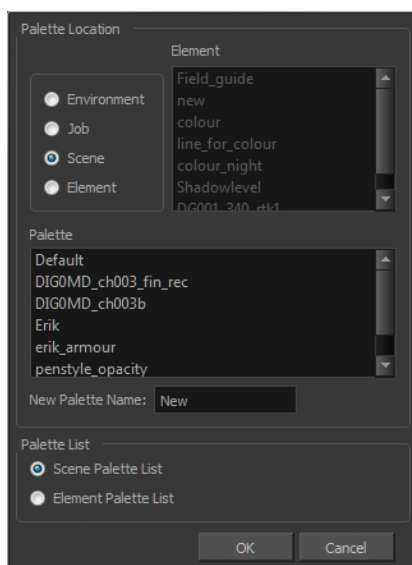 Palette Location
Element
Environment
Job
Scene
Element
Field_guide
new
colour
line_for_colour
colour_night
Shadowlevel
DG001_340_rtk1
Palette
Default
DIG0MD_ch003_fin_rec
DIG0MD_ch003b
Erik
erik_armour
penstyle_opacity
New Palette Name: New
Palette List
Scene Palette List
Element Palette List
OK Cancel